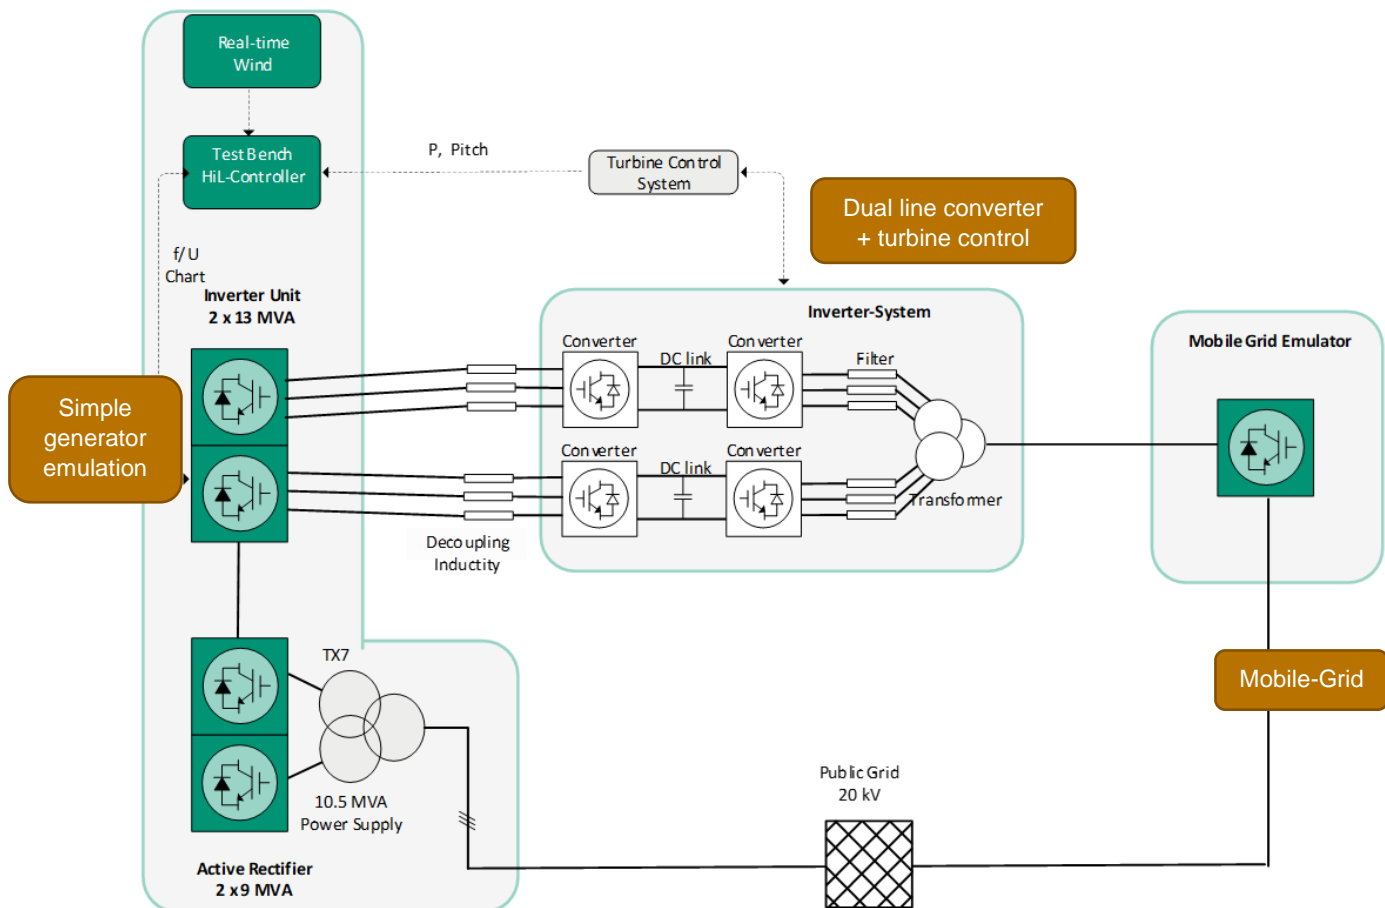 Real-time
Wind
Test Bench
HiL-Controller
P, Pitch
Turbine Control
System
Dual line converter
+ turbine control
f/U
Chart
Inverter Unit
2 x 13 MVA
Simple
generator
emulation
Inverter-System
Converter
DC link
Converter
Filter
Converter
DC link
Converter
Transformer
Decoupling
Inductity
Mobile Grid Emulator
Mobile-Grid
TX7
10.5 MVA
Power Supply
Active Rectifier
2 x 9 MVA
Public Grid
20 kV